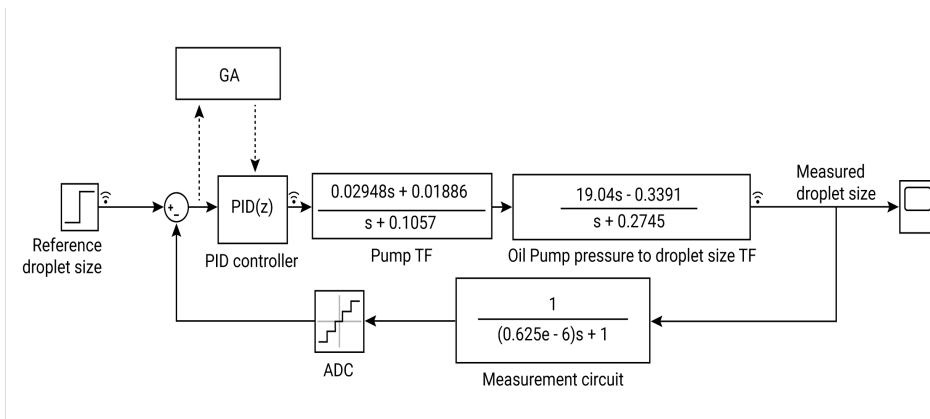 GA
Reference
droplet size
+
-
PID(z)
PID controller
0.02948s + 0.01886
s + 0.1057
Pump TF
19.04s - 0.3391
s + 0.2745
Oil Pump pressure to droplet size TF
Measured
droplet size
ADC
1
(0.625e - 6)s + 1
Measurement circuit